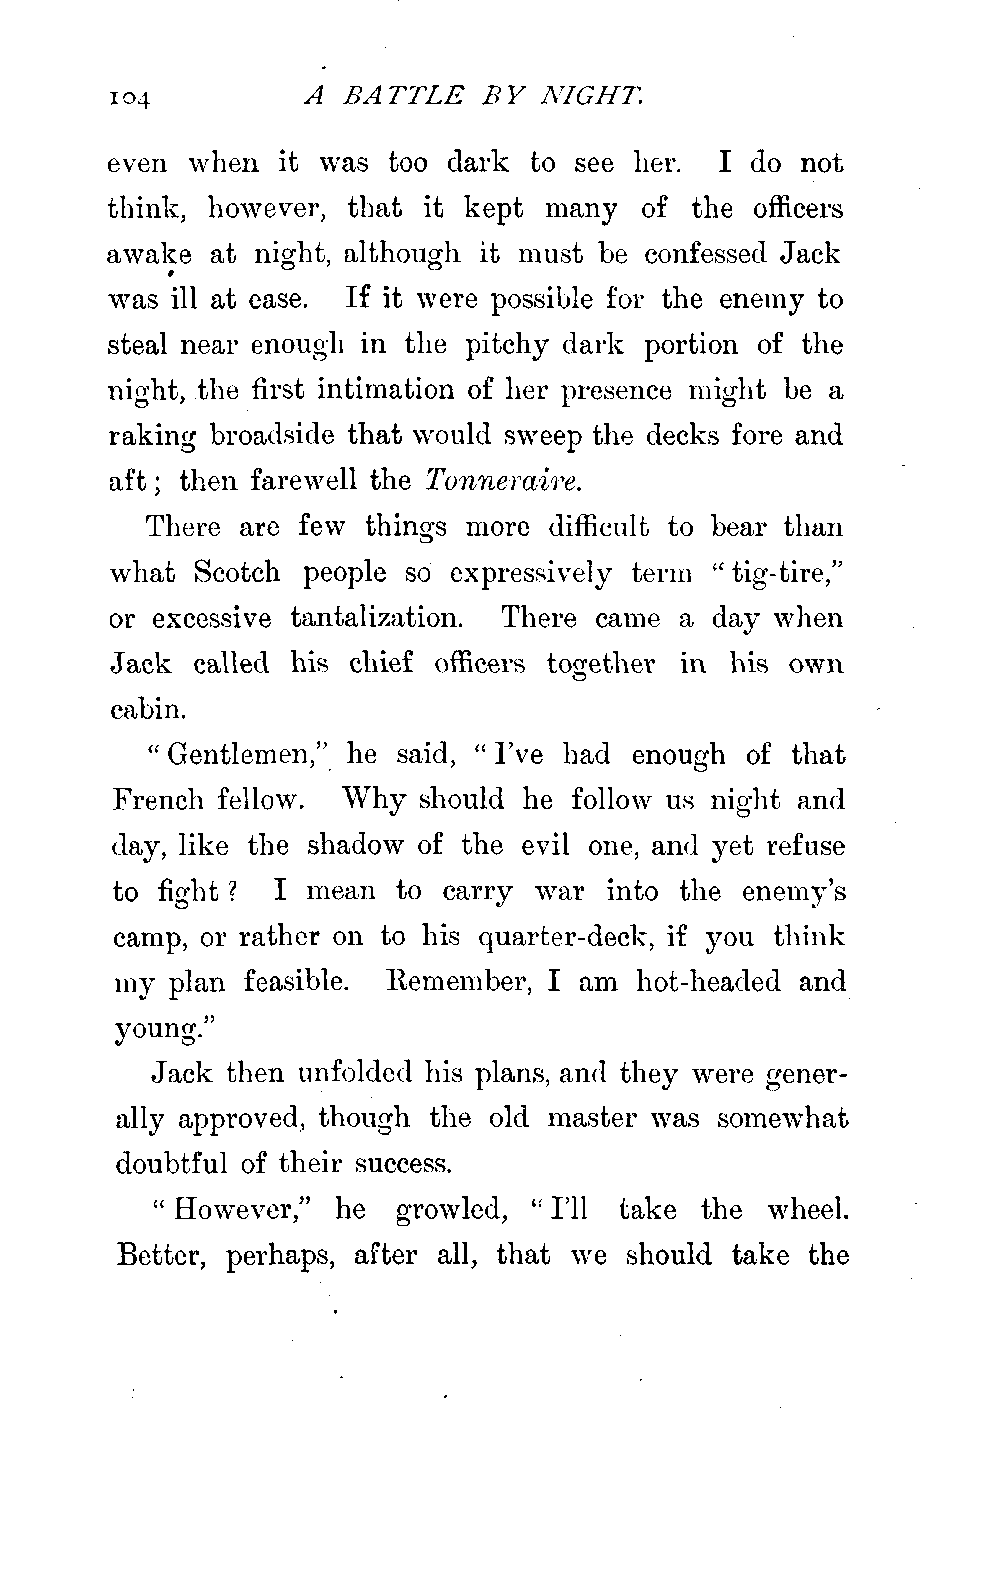 104 A BATTLE BY NIGHT.
even when it was too dark to see her. I do not
think, however, that it kept many of the officers
awake at night, although it must be confessed Jack
was ill at ease. If it were possible for the enemy to
steal near enough in the pitchy dark portion of the
night, the first intimation of her presence might be a
raking broadside that would sweep the decks fore and
aft; then farewell the Tonneraire.
There are few things more difficult to bear than
what Scotch people so expressively term “tig-tire,”
or excessive tantalization. There came a day when
Jack called his chief officers together in his own
cabin.
“Gentlemen,” he said, “I’ve had enough of that
French fellow. Why should he follow us night and
day, like the shadow of the evil one, and yet refuse
to fight? I mean to carry war into the enemy’s
camp, or rather on to his quarter-deck, if you think
my plan feasible. Remember, I am hot-headed and
young.”
Jack then unfolded his plans, and they were gener-
ally approved, though the old master was somewhat
doubtful of their success.
“However,” he growled, “I’ll take the wheel.
Better, perhaps, after all, that we should take the